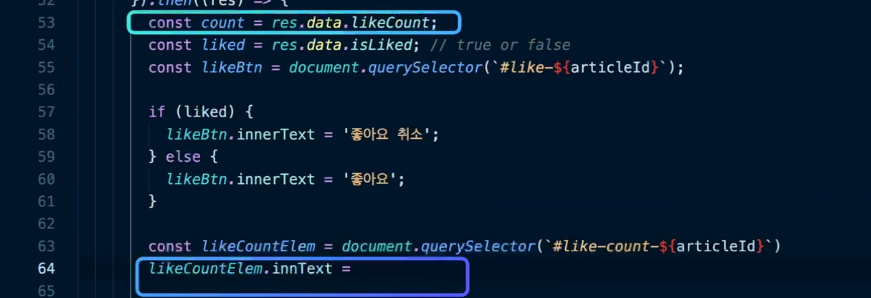 52 }).then((res) => {
53 const count = res.data.likeCount;
54 const liked = res.data.isLiked; // true or false
55 const likeBtn = document.querySelector(`#like-${articleId}`);
56
57 if (liked) {
58 likeBtn.innerText = '좋아요 취소';
59 } else {
60 likeBtn.innerText = '좋아요';
61 }
62
63 const likeCountElem = document.querySelector(`#like-count-${articleId}`)
64 likeCountElem.innText =
65